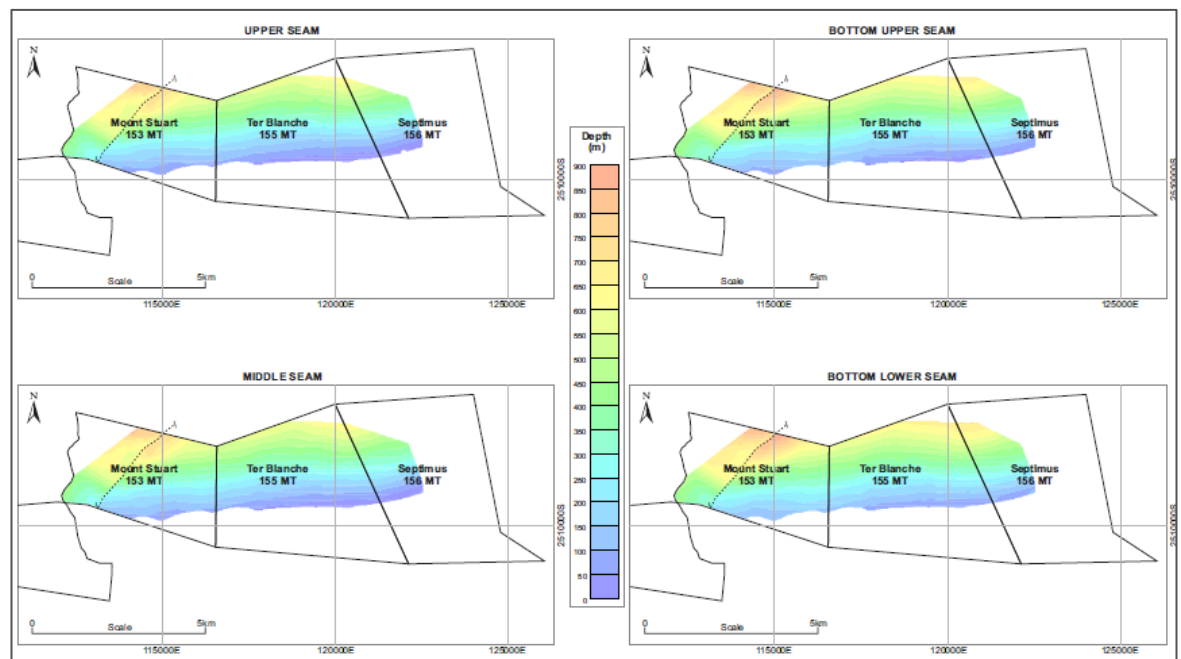 UPPER SEAM
N
Mount Stuart
153 MT
Ter Blanche
155 MT
Septimus
156 MT
2510000S
0
Scale
5km
115000E
120000E
125000E
BOTTOM UPPER SEAM
N
Mount Stuart
153 MT
Ter Blanche
155 MT
Septimus
156 MT
2510000S
0
Scale
5km
115000E
120000E
125000E
Depth
(m)
900
850
800
750
700
650
600
550
500
450
400
350
300
250
200
150
100
50
0
MIDDLE SEAM
N
Mount Stuart
153 MT
Ter Blanche
155 MT
Septimus
156 MT
2510000S
0
Scale
5km
115000E
120000E
125000E
BOTTOM LOWER SEAM
N
Mount Stuart
153 MT
Ter Blanche
155 MT
Septimus
156 MT
2510000S
0
Scale
5km
115000E
120000E
125000E